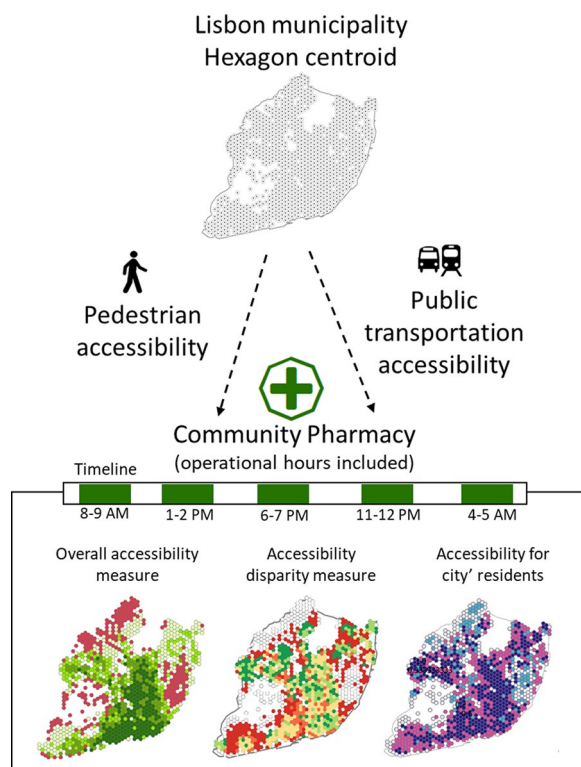 Lisbon municipality
Hexagon centroid
Pedestrian
accessibility
Public
transportation
accessibility
Community Pharmacy
(operational hours included)
Timeline
8-9 AM
1-2 PM
6-7 PM
11-12 PM
4-5 AM
Overall accessibility
measure
Accessibility
disparity measure
Accessibility for
city' residents